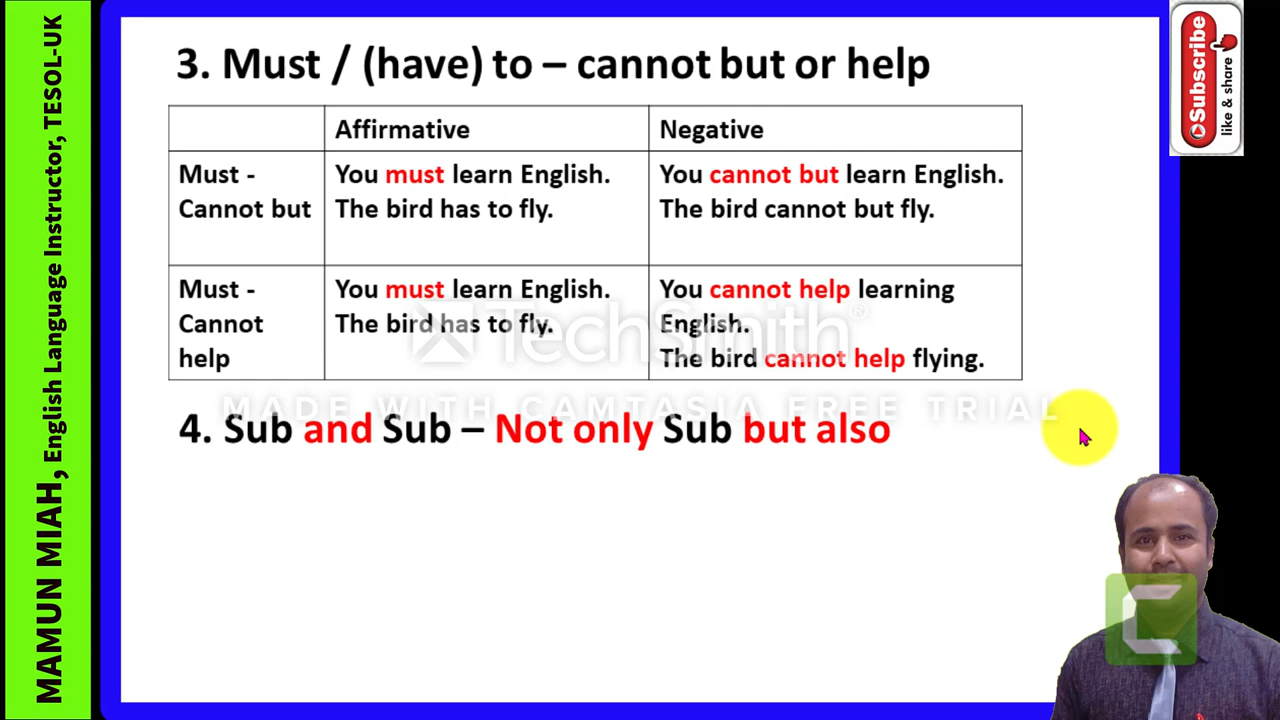 MAMUN MIAH, English Language Instructor, TESOL-UK
3. Must / (have) to – cannot but or help
Affirmative
Negative
Must -
Cannot but
You must learn English.
The bird has to fly.
You cannot but learn English.
The bird cannot but fly.
Must -
Cannot
help
You must learn English.
The bird has to fly.
You cannot help learning
English.
The bird cannot help flying.
TechSmith®
MADE WITH CAMTASIA FREE TRIAL
4. Sub and Sub – Not only Sub but also
Subscribe
like & share